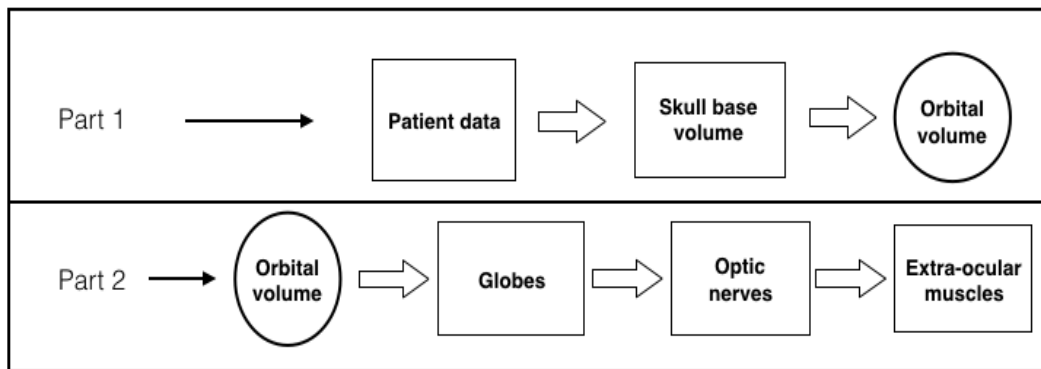 Part 1
Patient data
Skull base
volume
Orbital
volume
Part 2
Orbital
volume
Globes
Optic
nerves
Extra-ocular
muscles